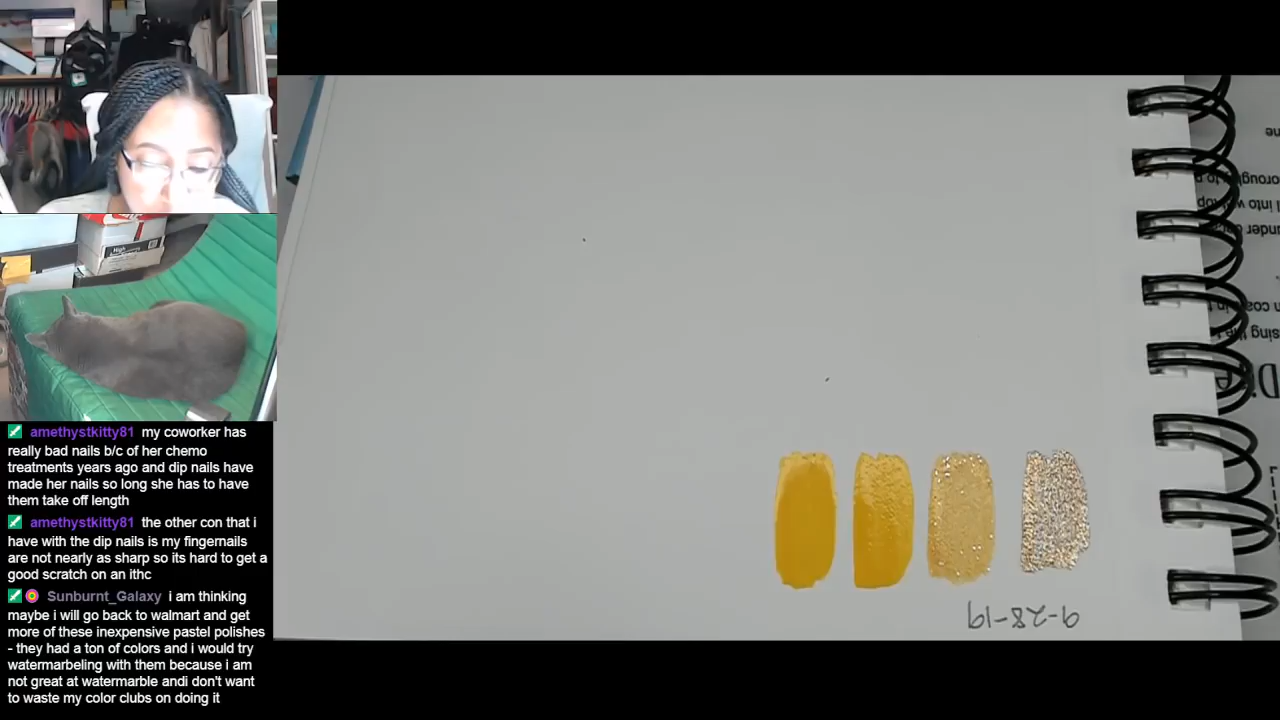 High
amethystkitty81 my coworker has
really bad nails b/c of her chemo
treatments years ago and dip nails have
made her nails so long she has to have
them take off length
amethystkitty81 the other con that i
have with the dip nails is my fingernails
are not nearly as sharp so its hard to get a
good scratch on an ithc
Sunburnt_Galaxy i am thinking
maybe i will go back to walmart and get
more of these inexpensive pastel polishes
- they had a ton of colors and i would try
watermarbeling with them because i am
not great at watermarble andi don't want
to waste my color clubs on doing it
9-28-19